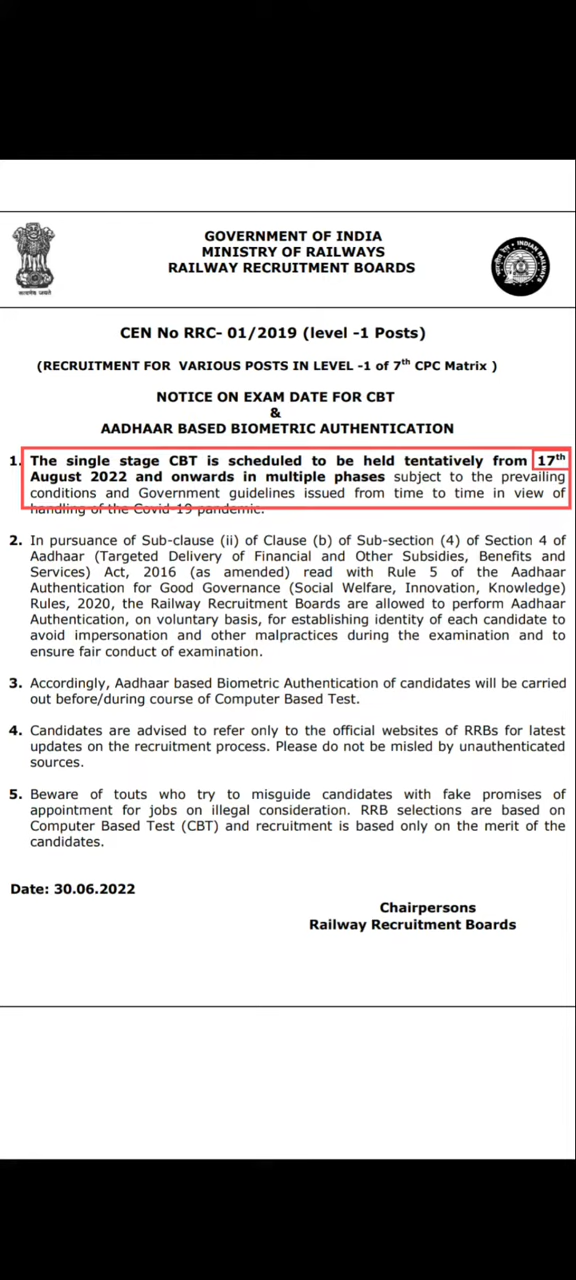 GOVERNMENT OF INDIA
MINISTRY OF RAILWAYS
RAILWAY RECRUITMENT BOARDS
सत्यमेव जयते
भारतीय रेल • INDIAN RAILWAYS
CEN No RRC- 01/2019 (level -1 Posts)
(RECRUITMENT FOR VARIOUS POSTS IN LEVEL -1 of 7th CPC Matrix )
NOTICE ON EXAM DATE FOR CBT
&
AADHAAR BASED BIOMETRIC AUTHENTICATION
1. The single stage CBT is scheduled to be held tentatively from 17th
August 2022 and onwards in multiple phases subject to the prevailing
conditions and Government guidelines issued from time to time in view of
handling of the Covid-19 pandemic.
2. In pursuance of Sub-clause (ii) of Clause (b) of Sub-section (4) of Section 4 of
Aadhaar (Targeted Delivery of Financial and Other Subsidies, Benefits and
Services) Act, 2016 (as amended) read with Rule 5 of the Aadhaar
Authentication for Good Governance (Social Welfare, Innovation, Knowledge)
Rules, 2020, the Railway Recruitment Boards are allowed to perform Aadhaar
Authentication, on voluntary basis, for establishing identity of each candidate to
avoid impersonation and other malpractices during the examination and to
ensure fair conduct of examination.
3. Accordingly, Aadhaar based Biometric Authentication of candidates will be carried
out before/during course of Computer Based Test.
4. Candidates are advised to refer only to the official websites of RRBs for latest
updates on the recruitment process. Please do not be misled by unauthenticated
sources.
5. Beware of touts who try to misguide candidates with fake promises of
appointment for jobs on illegal consideration. RRB selections are based on
Computer Based Test (CBT) and recruitment is based only on the merit of the
candidates.
Date: 30.06.2022
Chairpersons
Railway Recruitment Boards